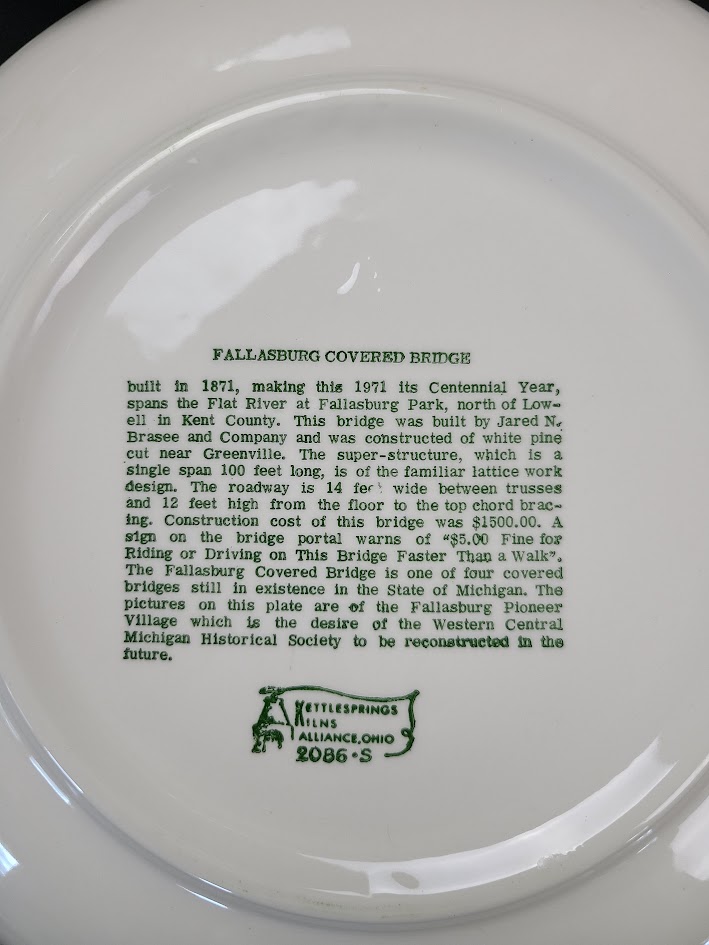 FALLASBURG COVERED BRIDGE
built in 1871, making this 1971 its Centennial Year,
spans the Flat River at Fallasburg Park, north of Low-
ell in Kent County. This bridge was built by Jared N.
Brasee and Company and was constructed of white pine
cut near Greenville. The super-structure, which is a
single span 100 feet long, is of the familiar lattice work
design. The roadway is 14 feet wide between trusses
and 12 feet high from the floor to the top chord brac-
ing. Construction cost of this bridge was $1500.00. A
sign on the bridge portal warns of "$5.00 Fine for
Riding or Driving on This Bridge Faster Than a Walk".
The Fallasburg Covered Bridge is one of four covered
bridges still in existence in the State of Michigan. The
pictures on this plate are of the Fallasburg Pioneer
Village which is the desire of the Western Central
Michigan Historical Society to be reconstructed in the
future.
KETTLESPRINGS
KILNS
ALLIANCE, OHIO
2086·S